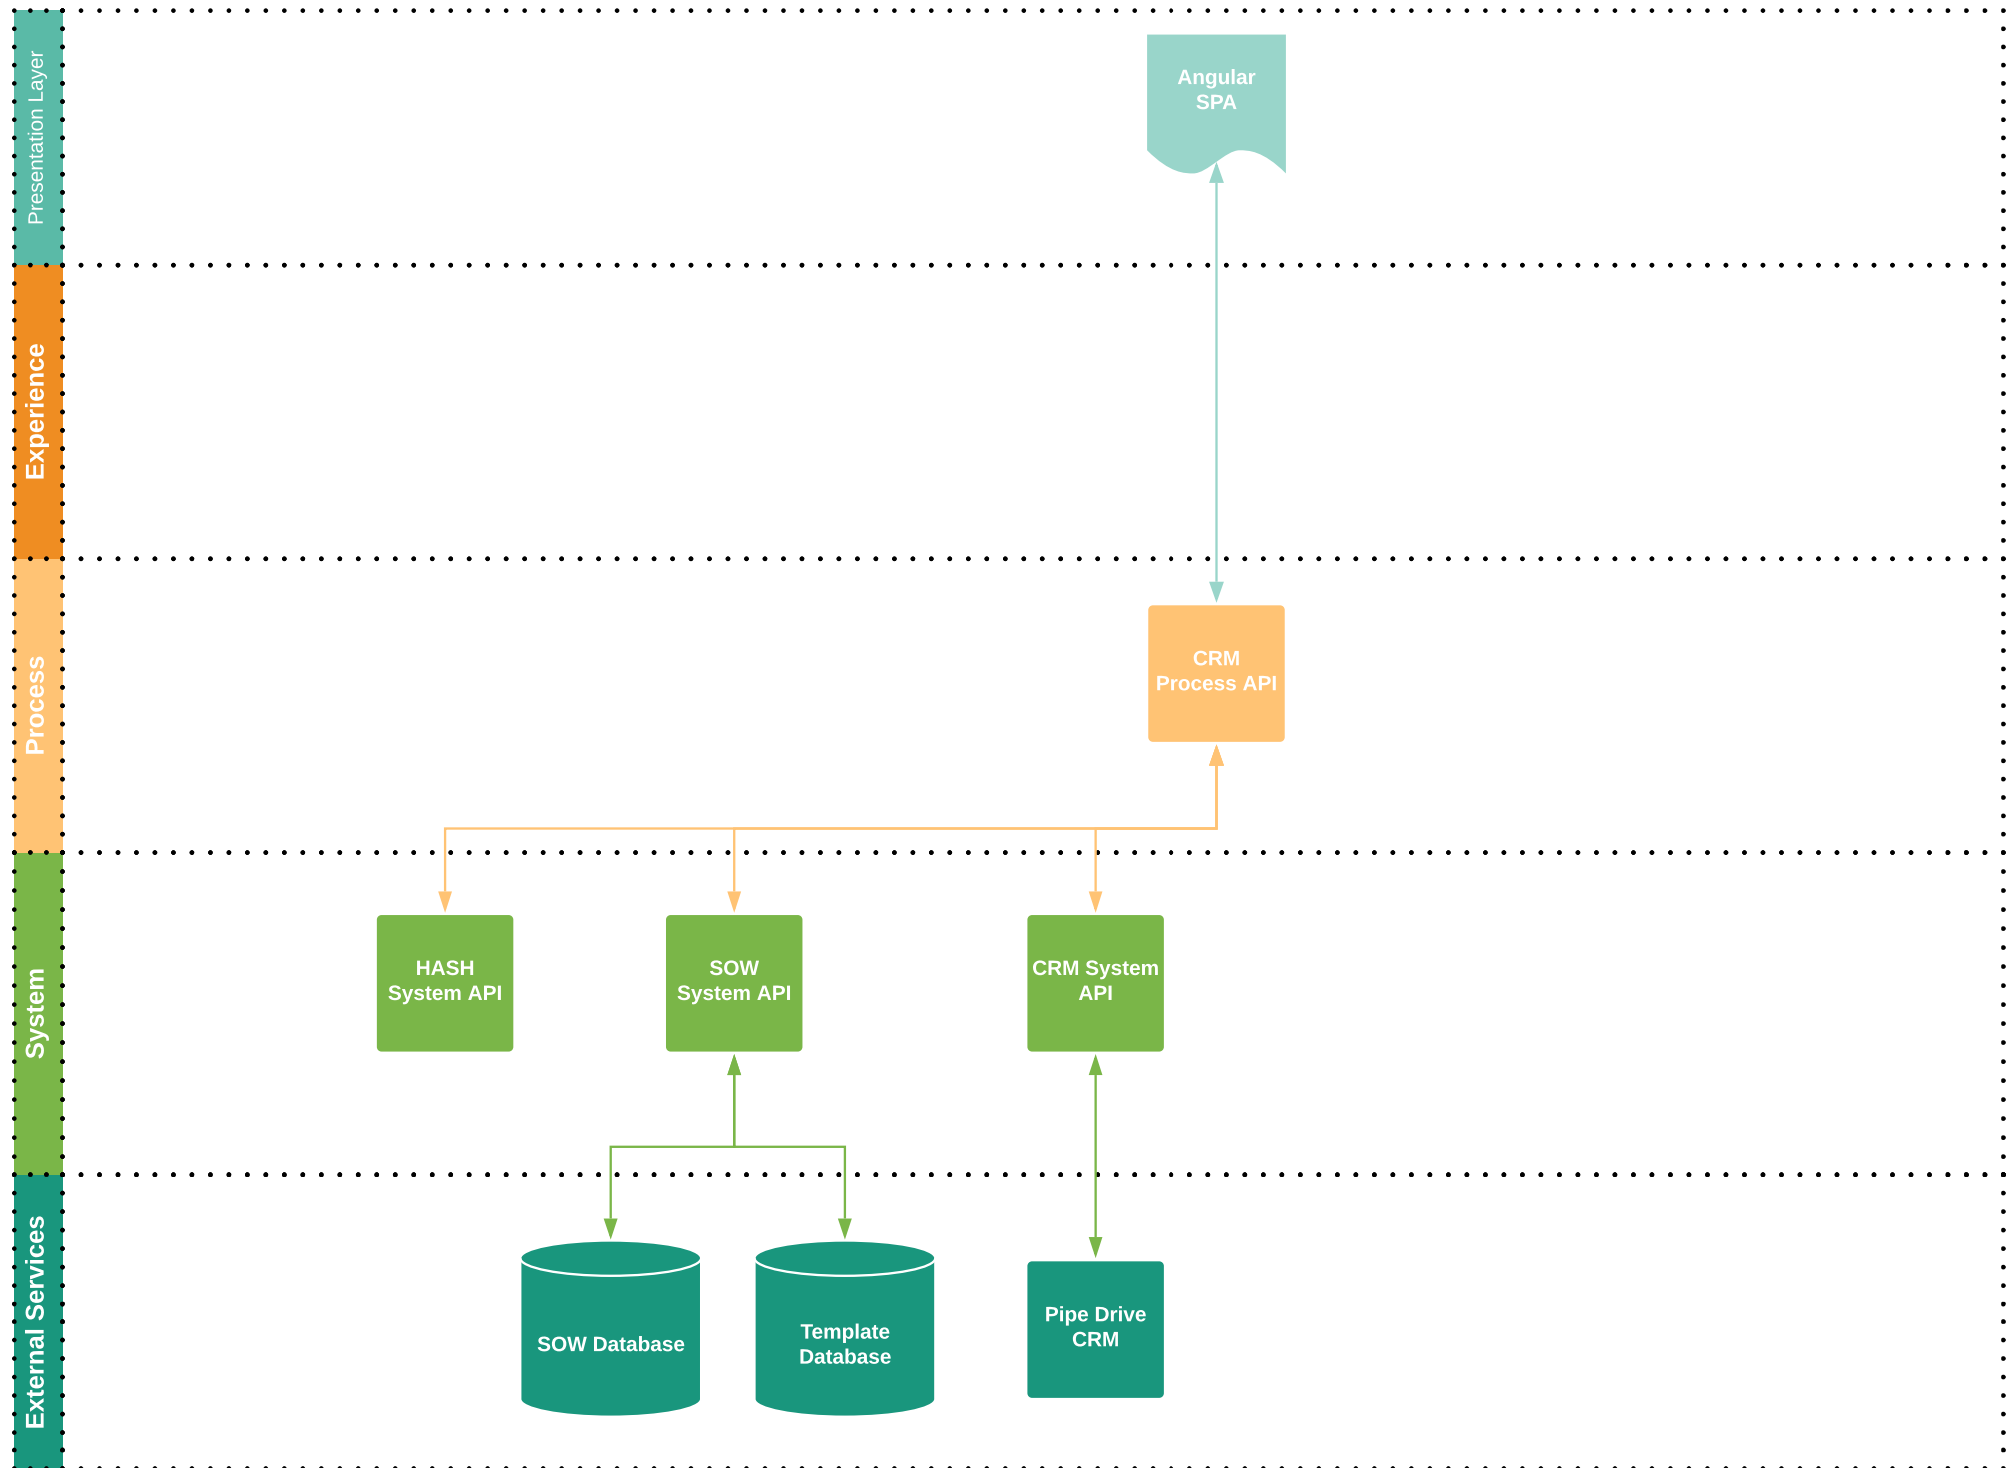 Presentation Layer
Angular
SPA
Experience
Process
CRM
Process API
System
HASH
System API
SOW
System API
CRM System
API
External Services
SOW Database
Template
Database
Pipe Drive
CRM